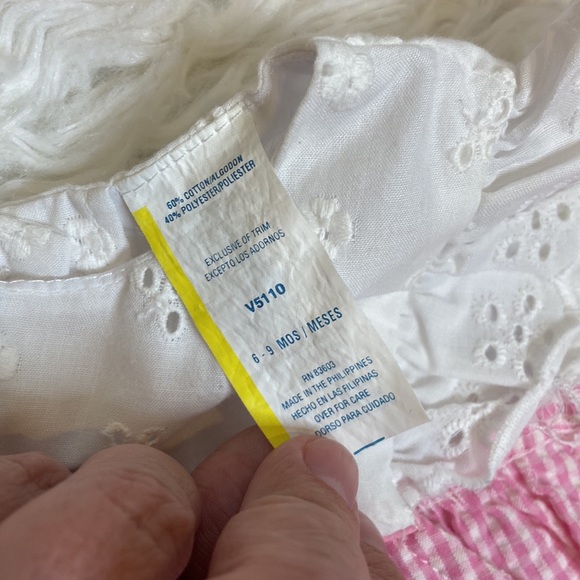 60% COTTON/ALGODON
40% POLYESTER/POLIÉSTER
EXCLUSIVE OF TRIM
EXCEPTO LOS ADORNOS
V5110
6 - 9 MOS / MESES
RN 83603
MADE IN THE PHILIPPINES
HECHO EN LAS FILIPINAS
OVER FOR CARE
DORSO PARA CUIDADO